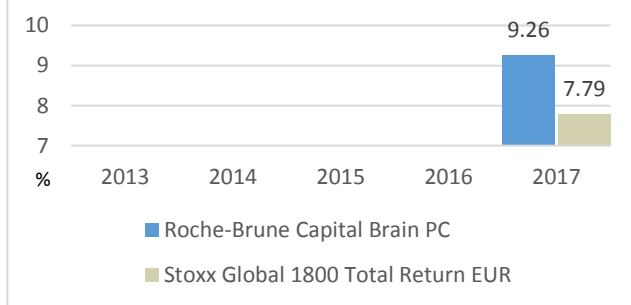 10
9.26
9
7.79
8
7
% 2013 2014 2015 2016 2017
Roche-Brune Capital Brain PC
Stoxx Global 1800 Total Return EUR